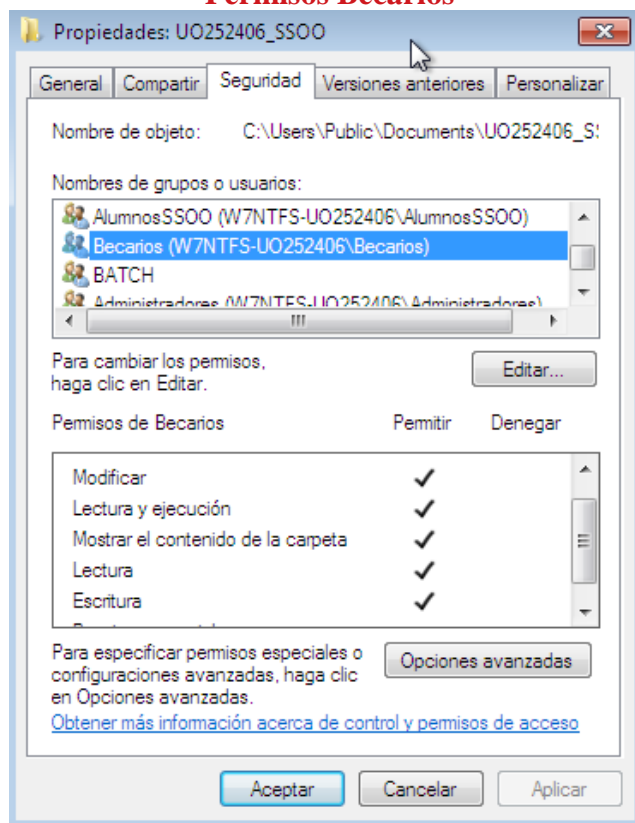 Permisos Becarios
Propiedades: UO252406_SSOO
General Compartir Seguridad Versiones anteriores Personalizar
Nombre de objeto: C:\Users\Public\Documents\UO252406_S
Nombres de grupos o usuarios:
AlumnosSSOO (W7NTFS-UO252406\AlumnosSSOO)
Becarios (W7NTFS-UO252406\Becarios)
BATCH
Administradores (W7NTFS-UO252406\Administradores)
Para cambiar los permisos,
haga clic en Editar.
Editar...
Permisos de Becarios Permitir Denegar
Modificar
Lectura y ejecución
Mostrar el contenido de la carpeta
Lectura
Escritura
Para especificar permisos especiales o
configuraciones avanzadas, haga clic
en Opciones avanzadas.
Opciones avanzadas
Obtener más información acerca de control y permisos de acceso
Aceptar Cancelar Aplicar